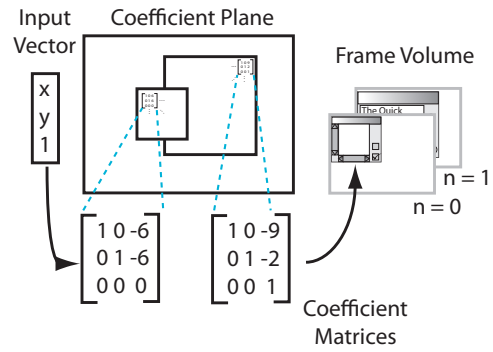 Input
Vector
Coefficient Plane
Frame Volume
x
y
1
1 0 -6
0 1 -6
0 0 0
1 0 -9
0 1 -2
0 0 1
The Quick
n = 1
n = 0
Coefficient
Matrices